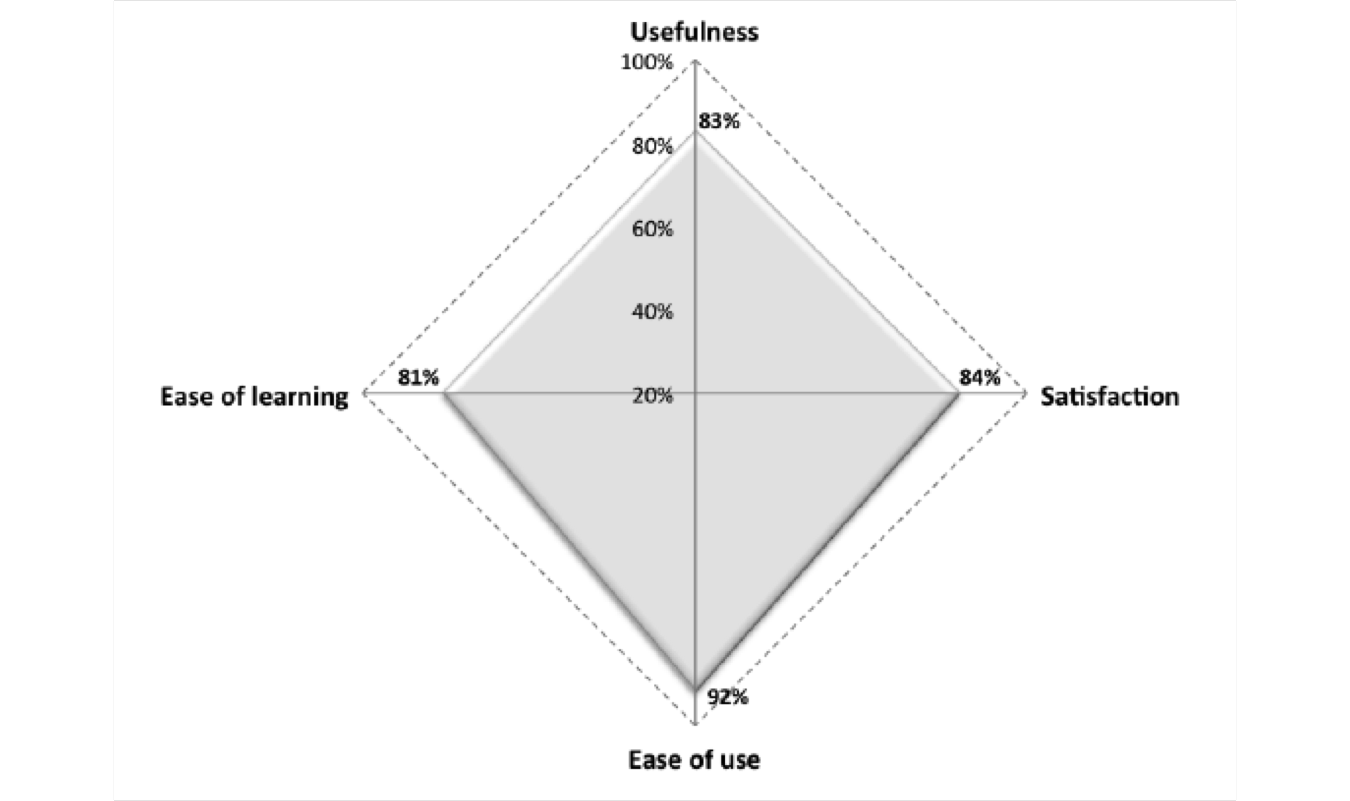 Usefulness
100%
83%
80%
60%
40%
81%
84%
Ease of learning
20%
Satisfaction
92%
Ease of use